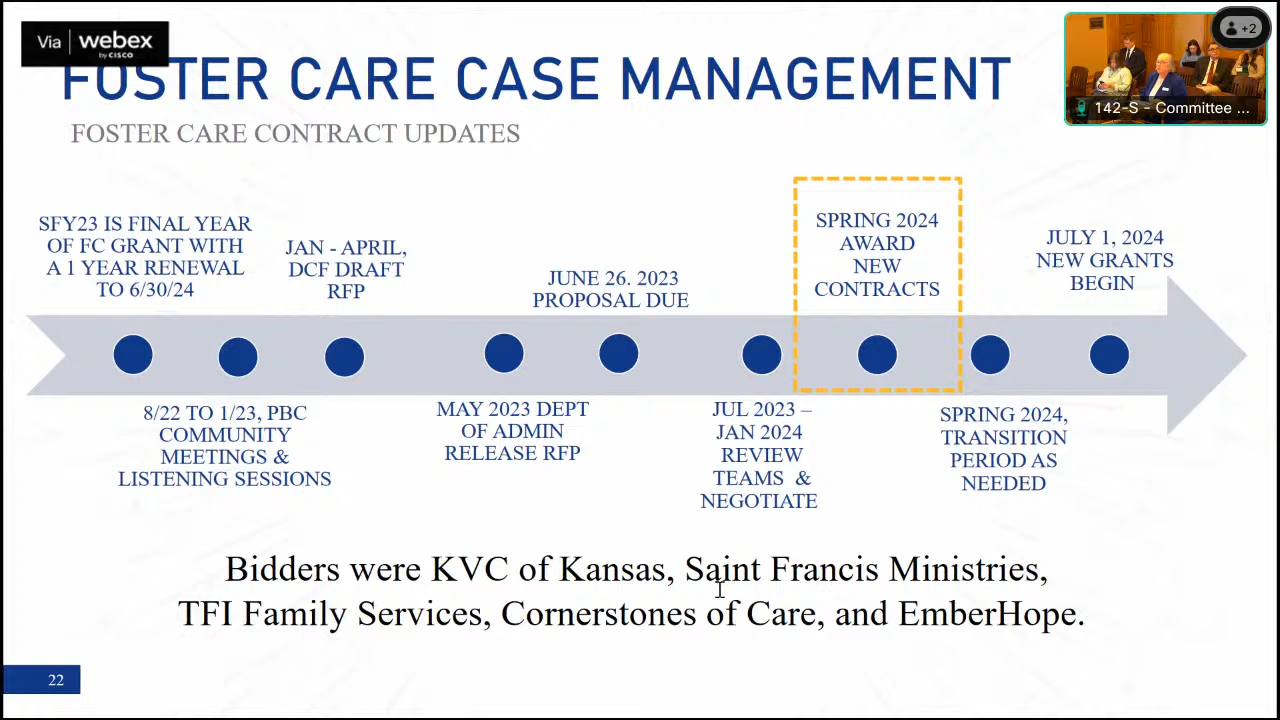 Via webex
by CISCO
+2
142-S - Committee ...
FOSTER CARE CASE MANAGEMENT
FOSTER CARE CONTRACT UPDATES
SFY23 IS FINAL YEAR
OF FC GRANT WITH
A 1 YEAR RENEWAL
TO 6/30/24
8/22 TO 1/23, PBC
COMMUNITY
MEETINGS &
LISTENING SESSIONS
JAN - APRIL,
DCF DRAFT
RFP
MAY 2023 DEPT
OF ADMIN
RELEASE RFP
JUNE 26. 2023
PROPOSAL DUE
JUL 2023 –
JAN 2024
REVIEW
TEAMS &
NEGOTIATE
SPRING 2024
AWARD
NEW
CONTRACTS
SPRING 2024,
TRANSITION
PERIOD AS
NEEDED
JULY 1, 2024
NEW GRANTS
BEGIN
Bidders were KVC of Kansas, Saint Francis Ministries,
TFI Family Services, Cornerstones of Care, and EmberHope.
22